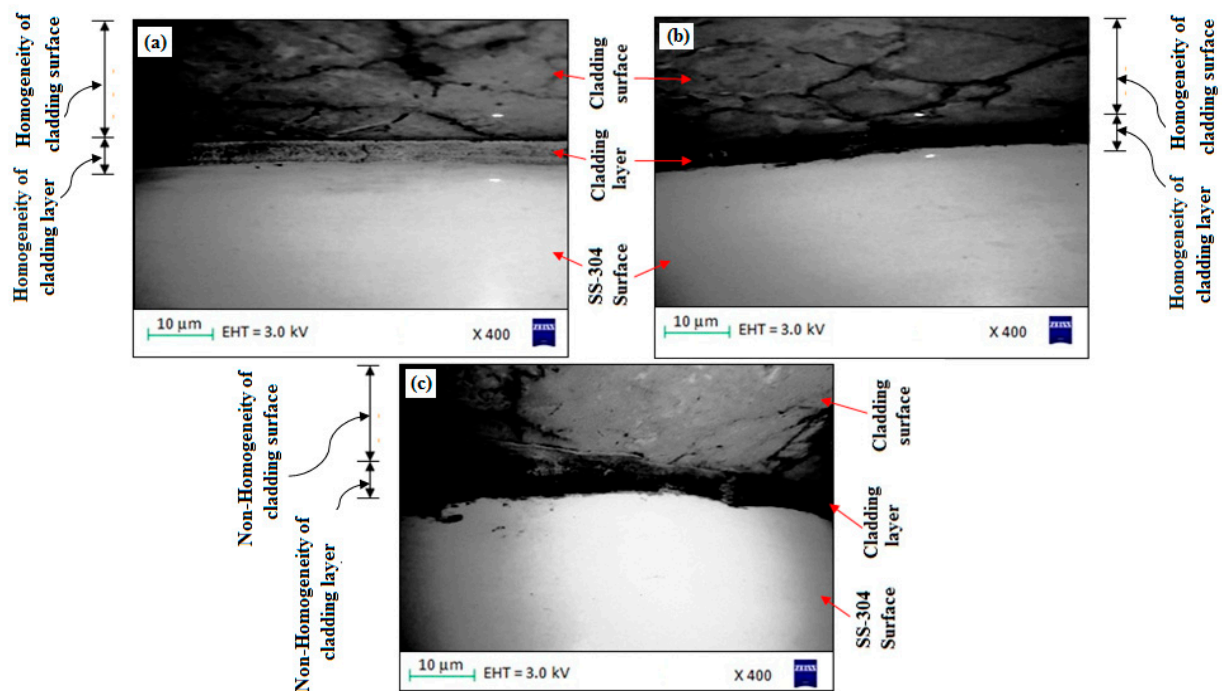 (a)
Homogeneity of
cladding surface
Homogeneity of
cladding layer
Cladding
surface
Cladding
layer
SS-304
Surface
10 µm
EHT = 3.0 kV
X 400
ZEISS
(b)
Homogeneity of
cladding surface
Homogeneity of
cladding layer
10 µm
EHT = 3.0 kV
X 400
ZEISS
(c)
Non-Homogeneity of
cladding surface
Non-Homogeneity of
cladding layer
Cladding
surface
Cladding
layer
SS-304
Surface
10 µm
EHT = 3.0 kV
X 400
ZEISS